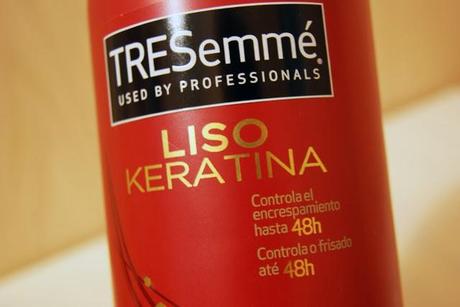 TRESemmé
USED BY PROFESSIONALS
LISO
KERATINA
Controla el
encrespamiento
hasta 48h
Controla o frisado
até 48h